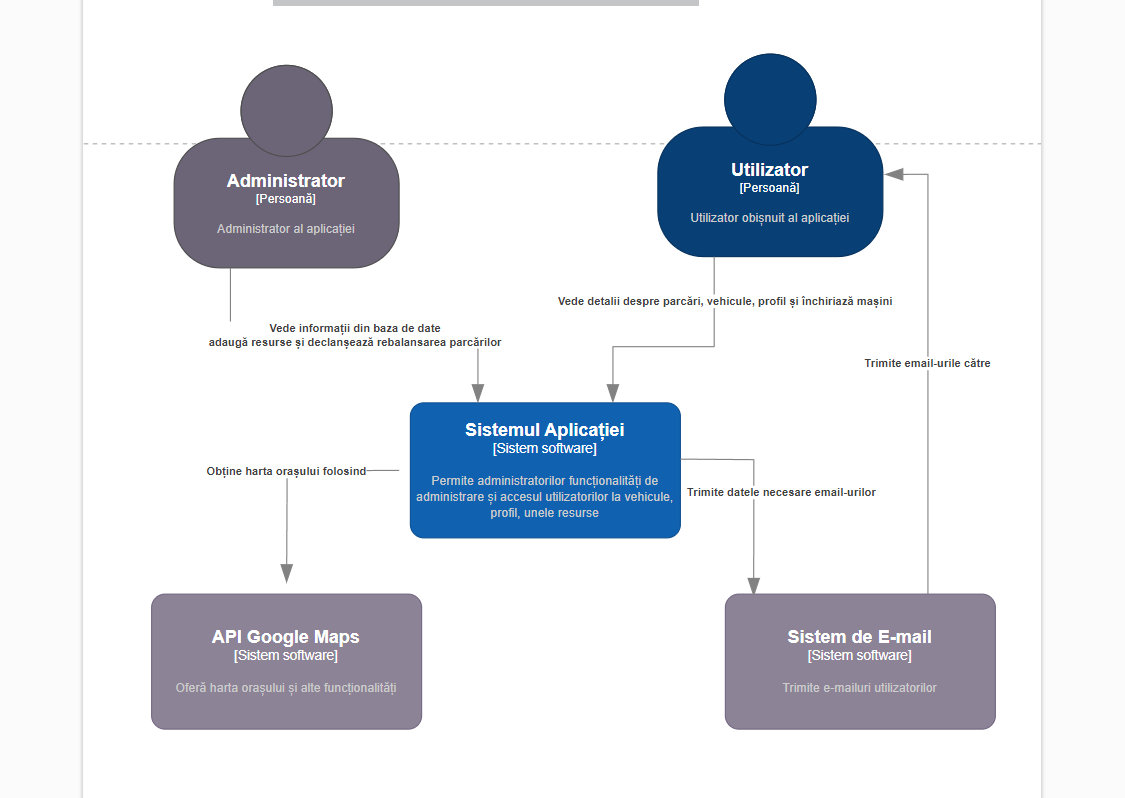 Administrator
[Persoană]
Administrator al aplicației
Utilizator
[Persoană]
Utilizator obișnuit al aplicației
Vede detalii despre parcări, vehicule, profil și închiriază mașini
Vede informații din baza de date
adaugă resurse și declanșează rebalansarea parcărilor
Trimite email-urile către
Sistemul Aplicației
[Sistem software]
Permite administratorilor funcționalități de
administrare și accesul utilizatorilor la vehicule,
profil, unele resurse
Obține harta orașului folosind
Trimite datele necesare email-urilor
API Google Maps
[Sistem software]
Oferă harta orașului și alte funcționalități
Sistem de E-mail
[Sistem software]
Trimite e-mailuri utilizatorilor